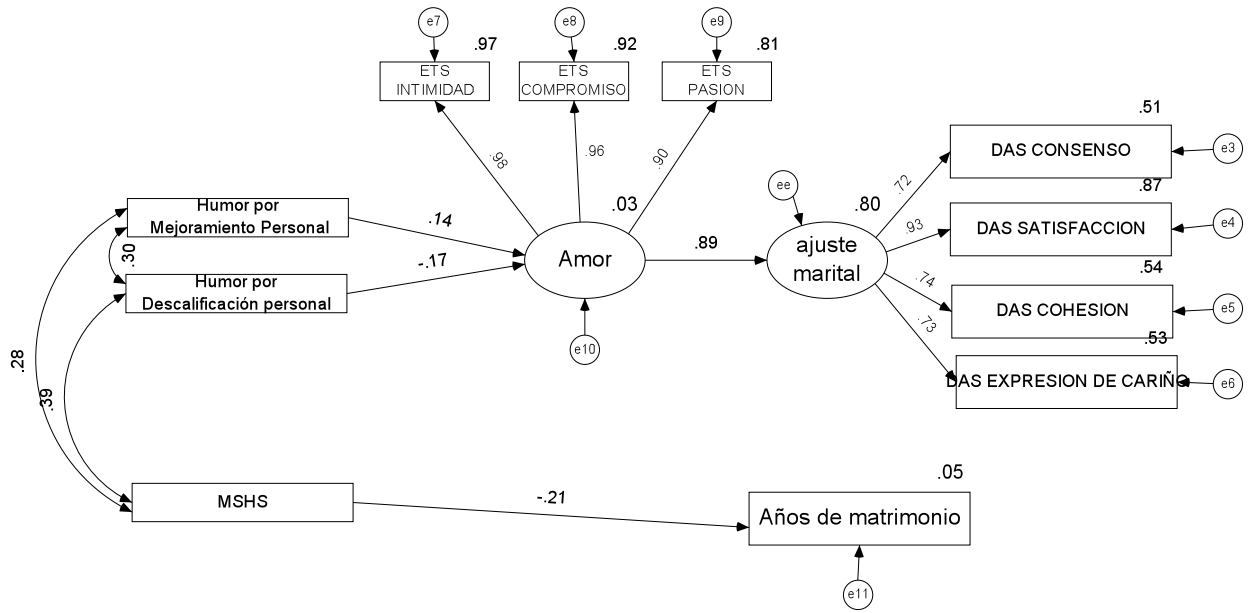 e7
e8
e9
.97
.92
.81
ETS
INTIMIDAD
ETS
COMPROMISO
ETS
PASION
.98
.96
.90
.51
DAS CONSENSO
e3
.72
.87
ee
.80
.03
Humor por
Mejoramiento Personal
.14
.30
-.17
Amor
.89
ajuste
marital
.93
DAS SATISFACCION
e4
.54
.74
Humor por
Descalificación personal
DAS COHESION
e5
.73
.53
e10
.28
.39
DAS EXPRESION DE CARIÑO
e6
MSHS
-.21
.05
Años de matrimonio
e11